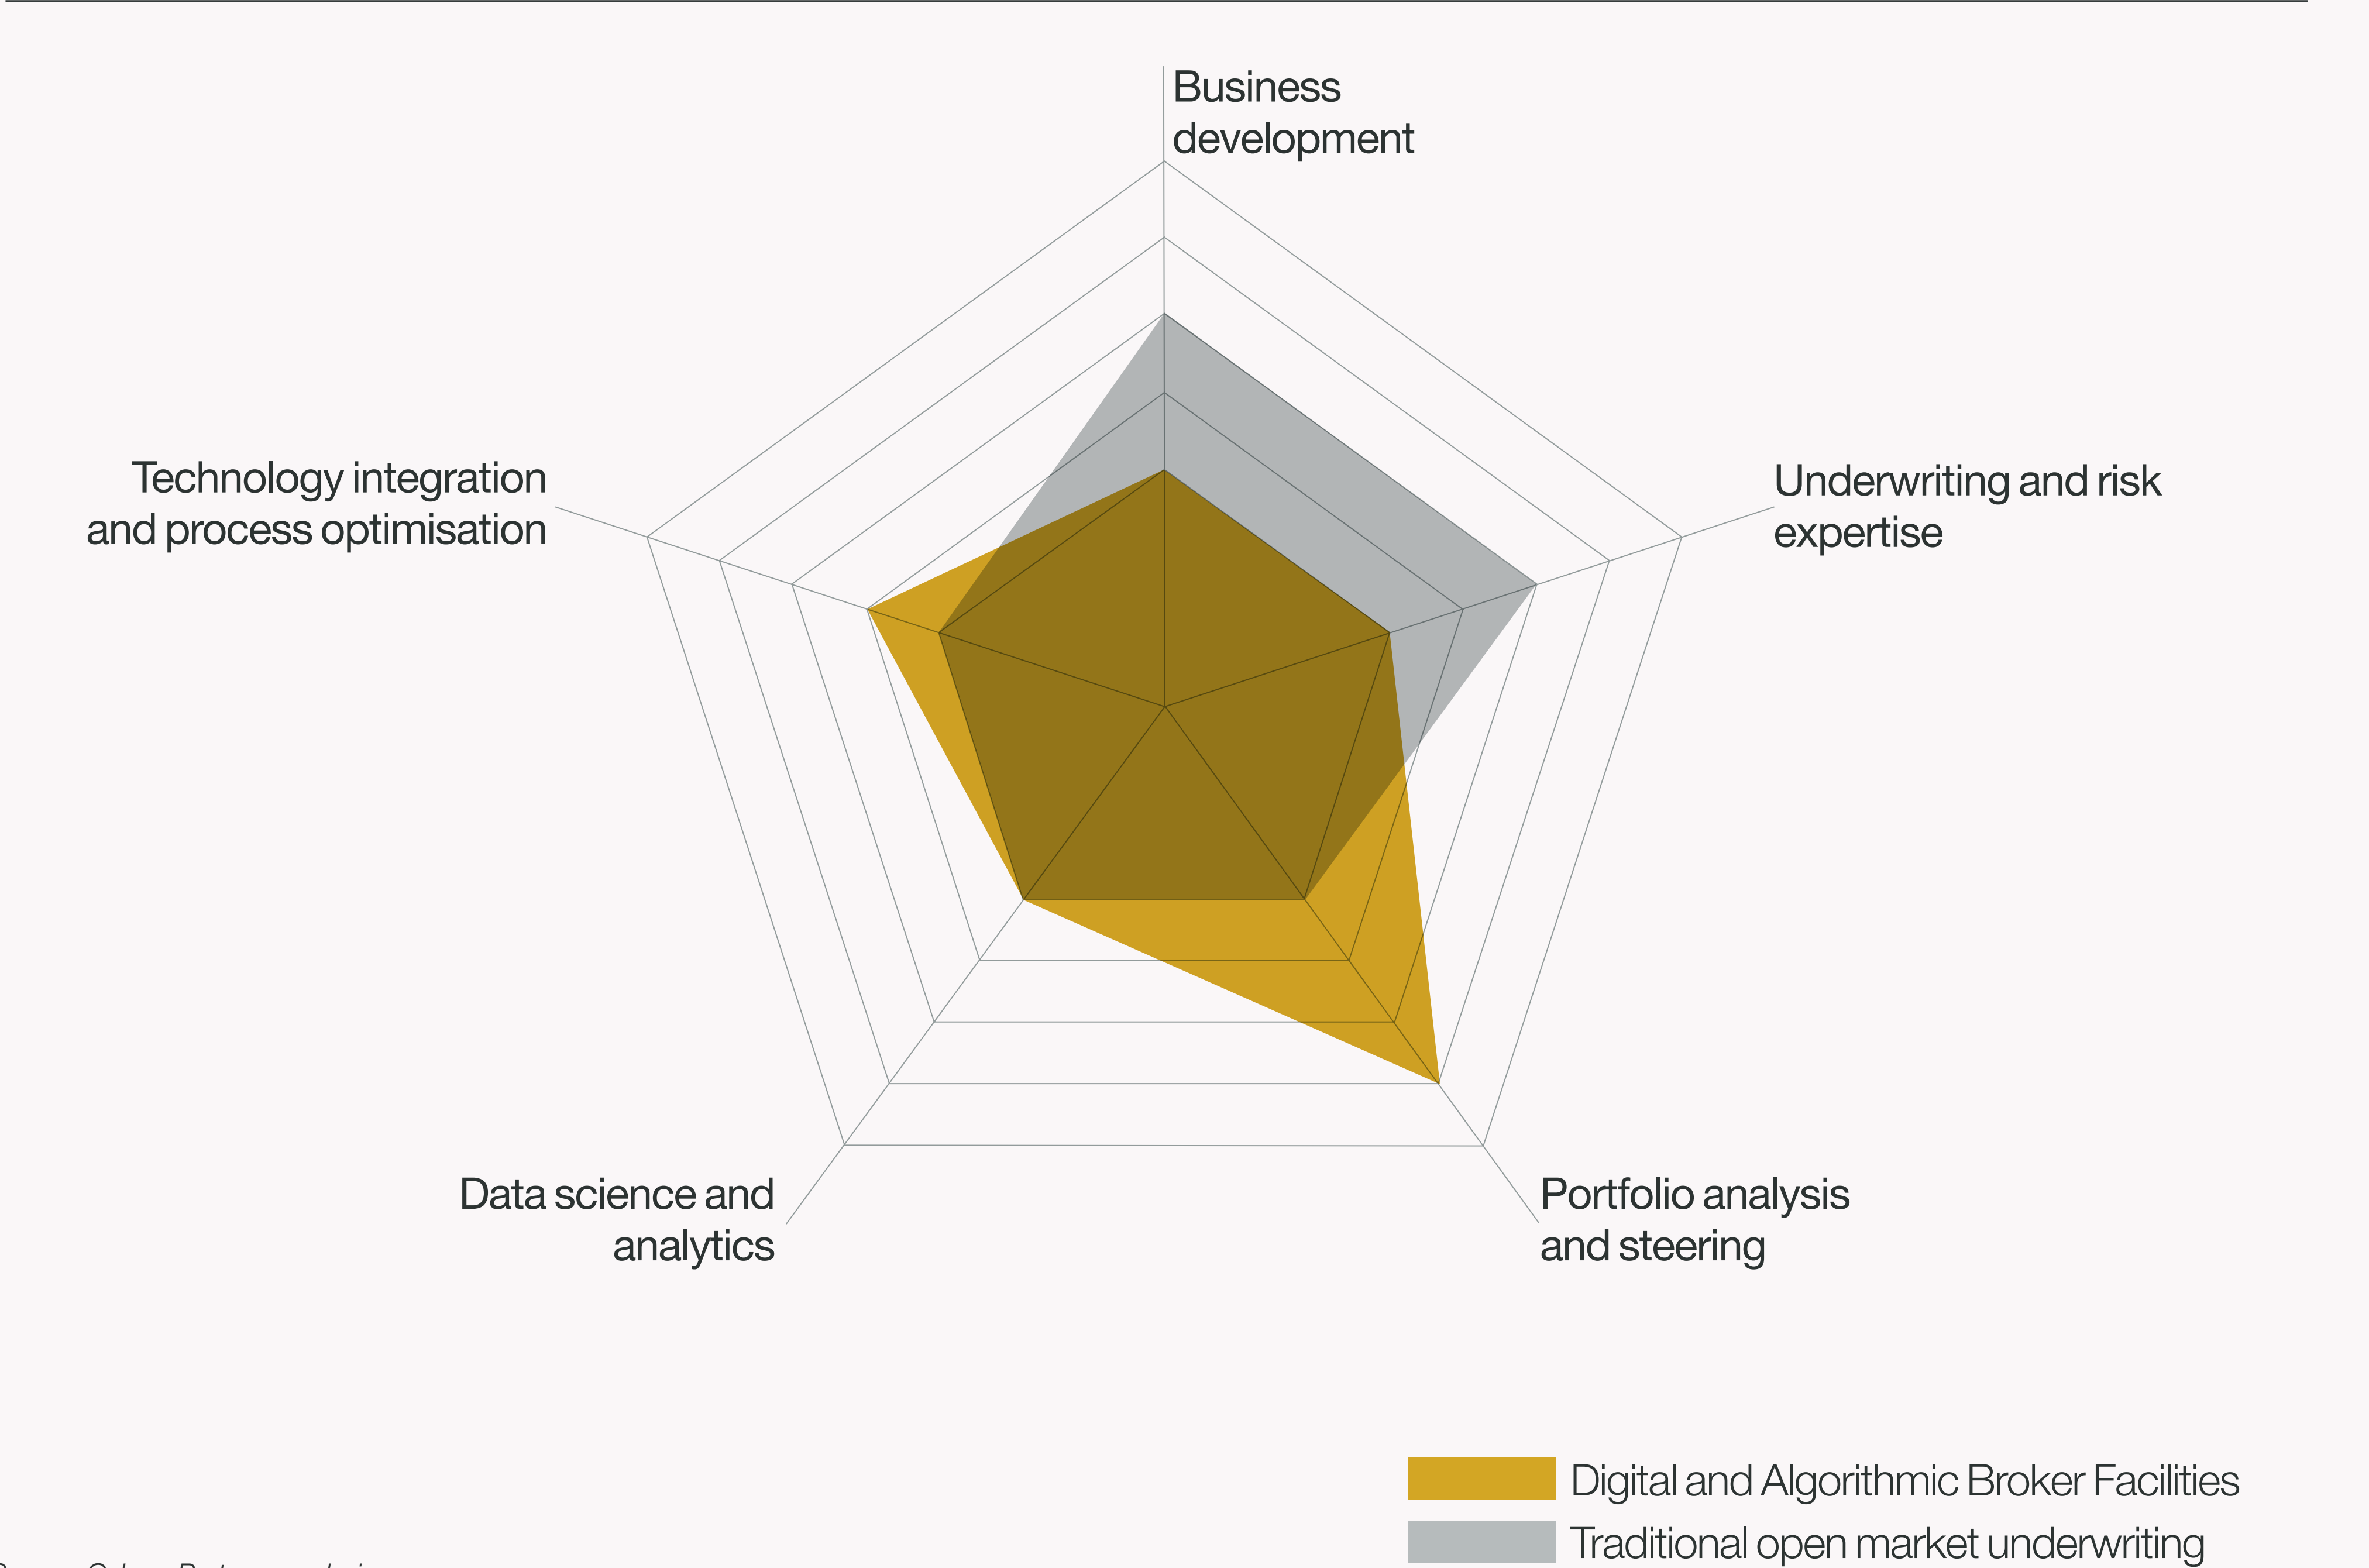 Business
development
Technology integration
and process optimisation
Underwriting and risk
expertise
Data science and
analytics
Portfolio analysis
and steering
Digital and Algorithmic Broker Facilities
Traditional open market underwriting